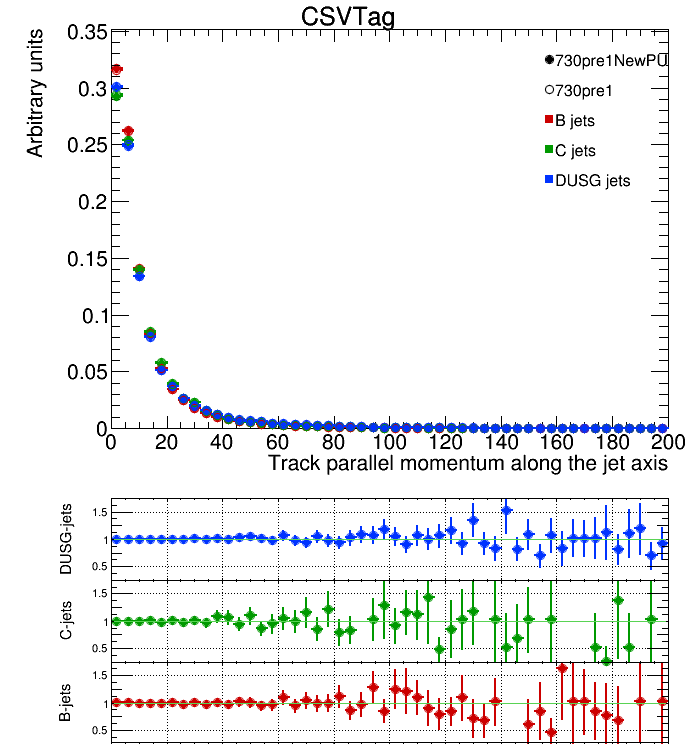 CSVTag
Arbitrary units
0.35
0.3
0.25
0.2
0.15
0.1
0.05
0
730pre1NewPU
730pre1
B jets
C jets
DUSG jets
0 20 40 60 80 100 120 140 160 180 200
Track parallel momentum along the jet axis
DUSG-jets
1.5
1
0.5
C-jets
1.5
1
0.5
B-jets
1.5
1
0.5